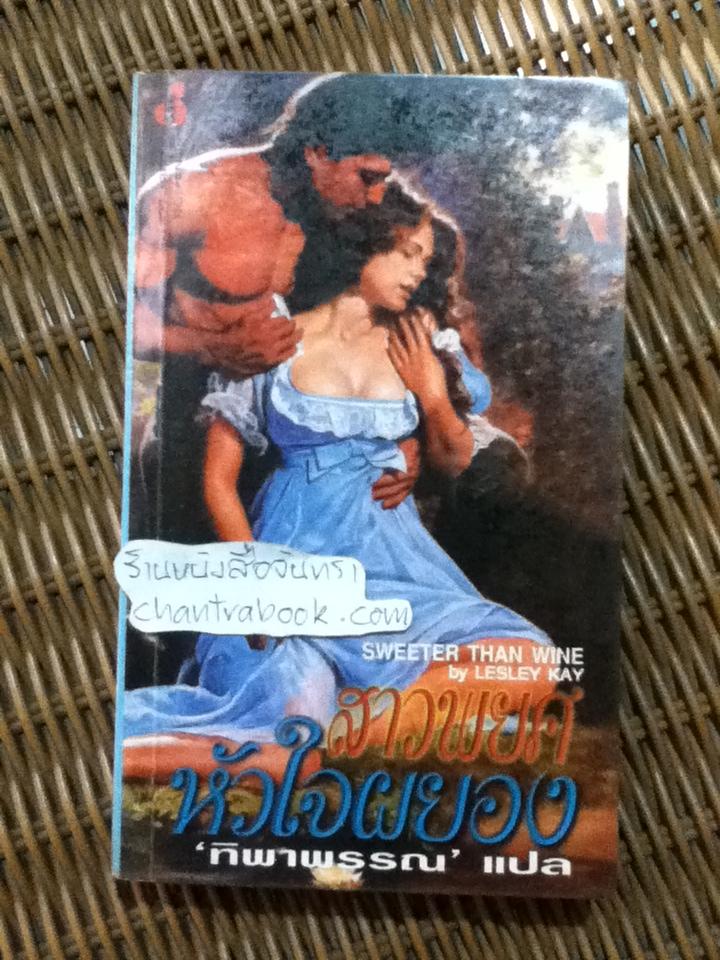 ร้านหนังสือจันทรา
chantrabook.com
SWEETER THAN WINE
by LESLEY KAY
สาวพยศ
หัวใจผยอง
‘ทิพาพรรณ’ แปล